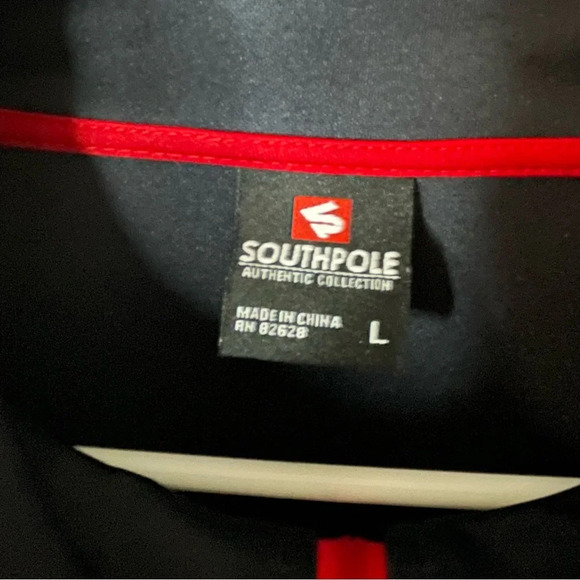 SOUTHPOLE
AUTHENTIC COLLECTION
MADE IN CHINA
RN 82628
L